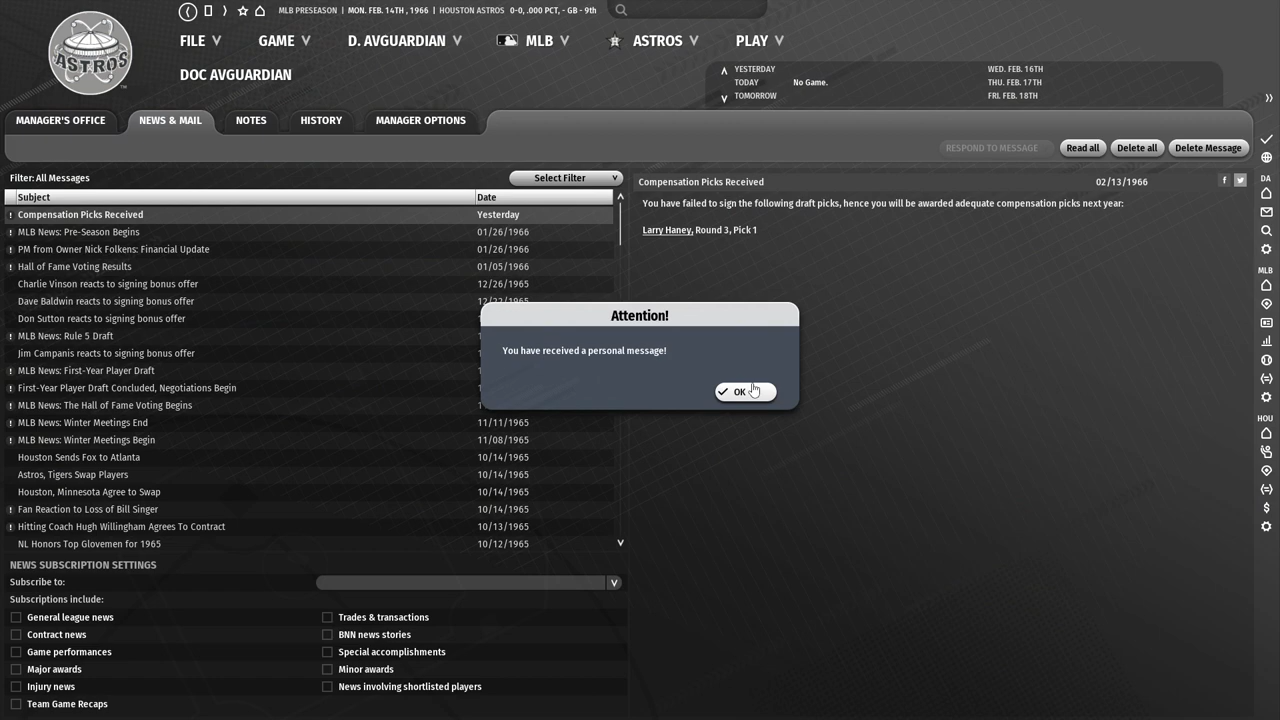 MLB PRESEASON | MON. FEB. 14TH , 1966 | HOUSTON ASTROS 0-0, .000 PCT, - GB - 9th
ASTROS
FILE GAME D. AVGUARDIAN MLB ASTROS PLAY
DOC AVGUARDIAN
YESTERDAY WED. FEB. 16TH
TODAY No Game. THU. FEB. 17TH
TOMORROW FRI. FEB. 18TH
MANAGER'S OFFICE NEWS & MAIL NOTES HISTORY MANAGER OPTIONS
RESPOND TO MESSAGE Read all Delete all Delete Message
Filter: All Messages Select Filter
Subject Date
Compensation Picks Received Yesterday
MLB News: Pre-Season Begins 01/26/1966
PM from Owner Nick Folkens: Financial Update 01/26/1966
Hall of Fame Voting Results 01/05/1966
Charlie Vinson reacts to signing bonus offer 12/26/1965
Dave Baldwin reacts to signing bonus offer 12/22/1965
Don Sutton reacts to signing bonus offer
MLB News: Rule 5 Draft
Jim Campanis reacts to signing bonus offer
MLB News: First-Year Player Draft
First-Year Player Draft Concluded, Negotiations Begin
MLB News: The Hall of Fame Voting Begins
MLB News: Winter Meetings End 11/11/1965
MLB News: Winter Meetings Begin 11/08/1965
Houston Sends Fox to Atlanta 10/14/1965
Astros, Tigers Swap Players 10/14/1965
Houston, Minnesota Agree to Swap 10/14/1965
Fan Reaction to Loss of Bill Singer 10/14/1965
Hitting Coach Hugh Willingham Agrees To Contract 10/13/1965
NL Honors Top Glovemen for 1965 10/12/1965
Compensation Picks Received 02/13/1966
You have failed to sign the following draft picks, hence you will be awarded adequate compensation picks next year:
Larry Haney, Round 3, Pick 1
Attention!
You have received a personal message!
OK
NEWS SUBSCRIPTION SETTINGS
Subscribe to:
Subscriptions include:
General league news Trades & transactions
Contract news BNN news stories
Game performances Special accomplishments
Major awards Minor awards
Injury news News involving shortlisted players
Team Game Recaps
DA
MLB
HOU